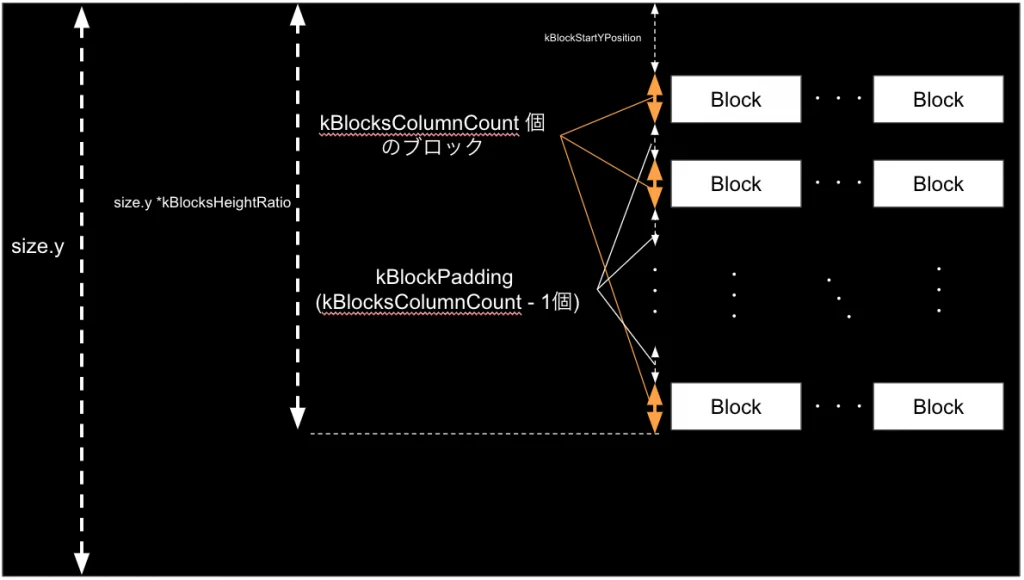 kBlockStartYPosition
Block . . . Block
kBlocksColumnCount 個
のブロック
Block . . . Block
size.y *kBlocksHeightRatio
size.y
kBlockPadding
(kBlocksColumnCount - 1個)
Block . . . Block